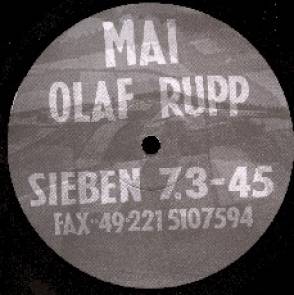 MAI
OLAF RUPP
SIEBEN 7.3-45
FAX-49-221 5107594